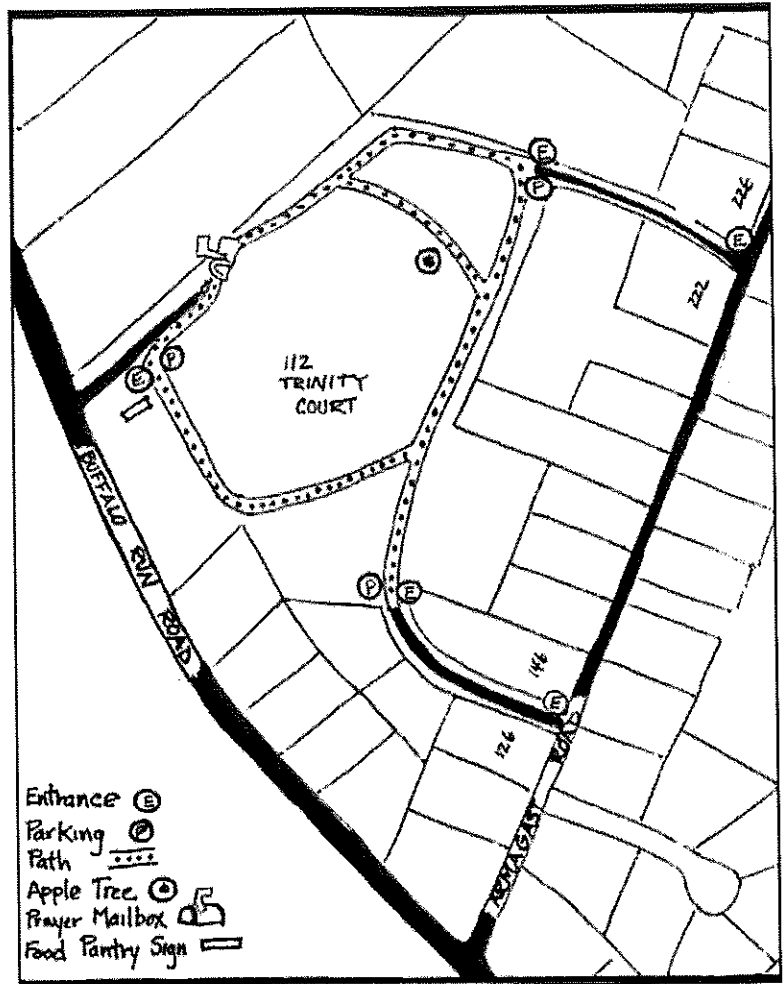 E
P
E
226
222
P
E
112
TRINITY
COURT
BUFFALO RUN ROAD
P
E
146
E
126
ARMAGAST ROAD
Entrance E
Parking P
Path
Apple Tree
Prayer Mailbox
Food Pantry Sign